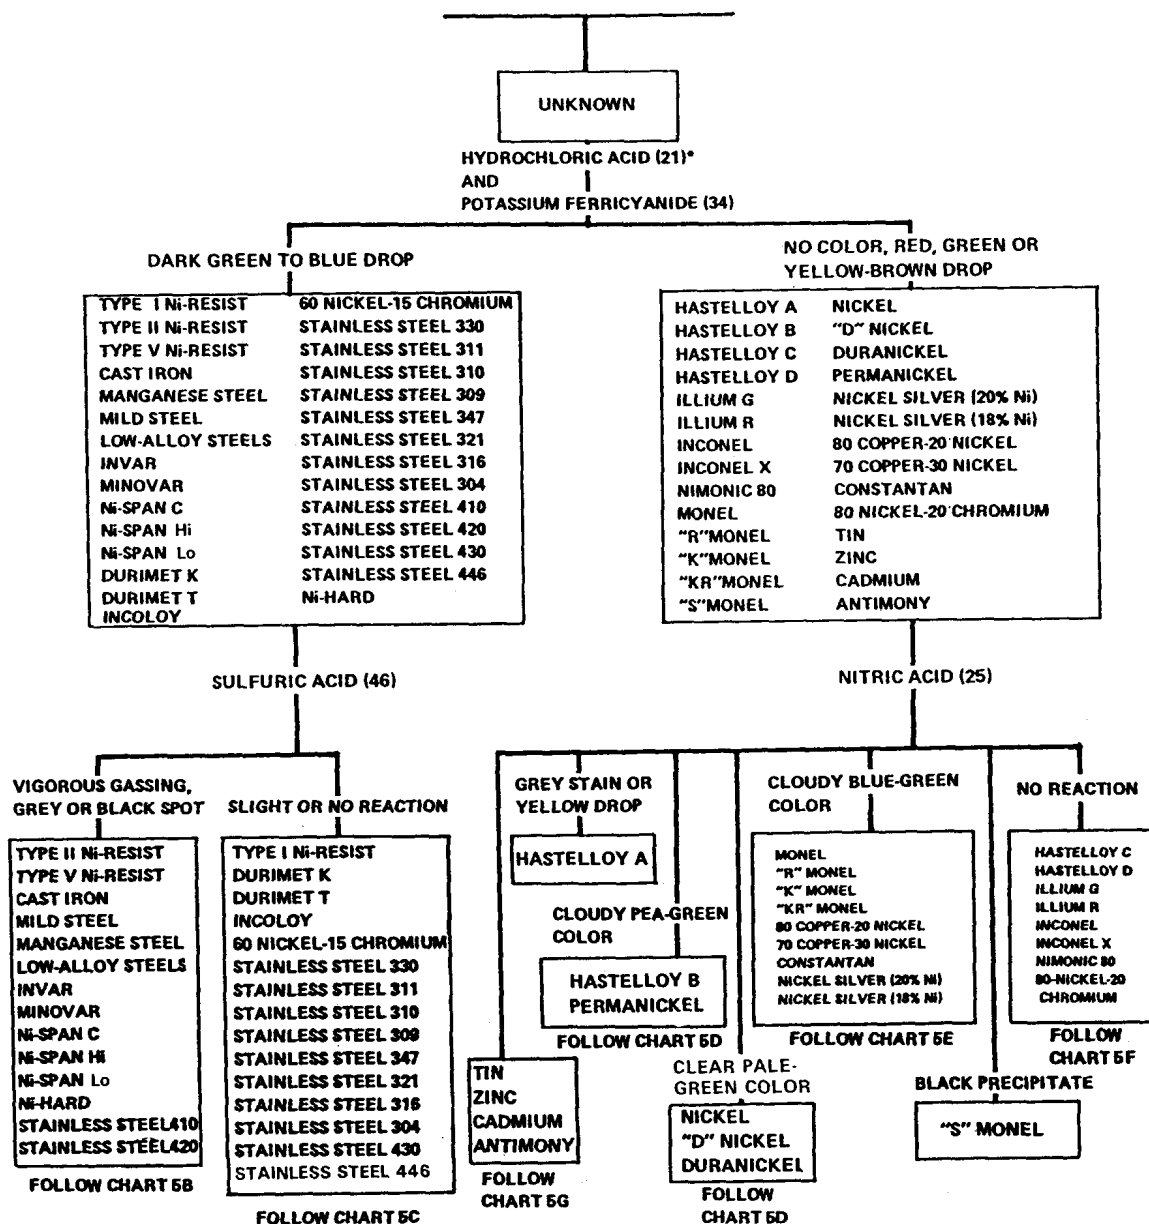 UNKNOWN
HYDROCHLORIC ACID (21)*
AND
POTASSIUM FERRICYANIDE (34)
DARK GREEN TO BLUE DROP
TYPE I Ni-RESIST
TYPE II Ni-RESIST
TYPE V Ni-RESIST
CAST IRON
MANGANESE STEEL
MILD STEEL
LOW-ALLOY STEELS
INVAR
MINOVAR
Ni-SPAN C
Ni-SPAN Hi
Ni-SPAN Lo
DURIMET K
DURIMET T
INCOLOY
60 NICKEL-15 CHROMIUM
STAINLESS STEEL 330
STAINLESS STEEL 311
STAINLESS STEEL 310
STAINLESS STEEL 309
STAINLESS STEEL 347
STAINLESS STEEL 321
STAINLESS STEEL 316
STAINLESS STEEL 304
STAINLESS STEEL 410
STAINLESS STEEL 420
STAINLESS STEEL 430
STAINLESS STEEL 446
Ni-HARD
NO COLOR, RED, GREEN OR
YELLOW-BROWN DROP
HASTELLOY A
HASTELLOY B
HASTELLOY C
HASTELLOY D
ILLIUM G
ILLIUM R
INCONEL
INCONEL X
NIMONIC 80
MONEL
"R"MONEL
"K"MONEL
"KR"MONEL
"S"MONEL
NICKEL
"D" NICKEL
DURANICKEL
PERMANICKEL
NICKEL SILVER (20% Ni)
NICKEL SILVER (18% Ni)
80 COPPER-20 NICKEL
70 COPPER-30 NICKEL
CONSTANTAN
80 NICKEL-20 CHROMIUM
TIN
ZINC
CADMIUM
ANTIMONY
SULFURIC ACID (46)
NITRIC ACID (25)
VIGOROUS GASSING,
GREY OR BLACK SPOT
TYPE II Ni-RESIST
TYPE V Ni-RESIST
CAST IRON
MILD STEEL
MANGANESE STEEL
LOW-ALLOY STEELS
INVAR
MINOVAR
Ni-SPAN C
Ni-SPAN Hi
Ni-SPAN Lo
Ni-HARD
STAINLESS STEEL410
STAINLESS STEEL420
FOLLOW CHART 5B
SLIGHT OR NO REACTION
TYPE I Ni-RESIST
DURIMET K
DURIMET T
INCOLOY
60 NICKEL-15 CHROMIUM
STAINLESS STEEL 330
STAINLESS STEEL 311
STAINLESS STEEL 310
STAINLESS STEEL 309
STAINLESS STEEL 347
STAINLESS STEEL 321
STAINLESS STEEL 316
STAINLESS STEEL 304
STAINLESS STEEL 430
STAINLESS STEEL 446
FOLLOW CHART 5C
TIN
ZINC
CADMIUM
ANTIMONY
FOLLOW
CHART 5G
GREY STAIN OR
YELLOW DROP
HASTELLOY A
CLOUDY PEA-GREEN
COLOR
HASTELLOY B
PERMANICKEL
FOLLOW CHART 5D
CLEAR PALE-
GREEN COLOR
NICKEL
"D" NICKEL
DURANICKEL
FOLLOW
CHART 5D
CLOUDY BLUE-GREEN
COLOR
MONEL
"R" MONEL
"K" MONEL
"KR" MONEL
80 COPPER-20 NICKEL
70 COPPER-30 NICKEL
CONSTANTAN
NICKEL SILVER (20% Ni)
NICKEL SILVER (18% Ni)
FOLLOW CHART 5E
BLACK PRECIPITATE
"S" MONEL
NO REACTION
HASTELLOY C
HASTELLOY D
ILLIUM G
ILLIUM R
INCONEL
INCONEL X
NIMONIC 80
80-NICKEL-20
CHROMIUM
FOLLOW
CHART 5F